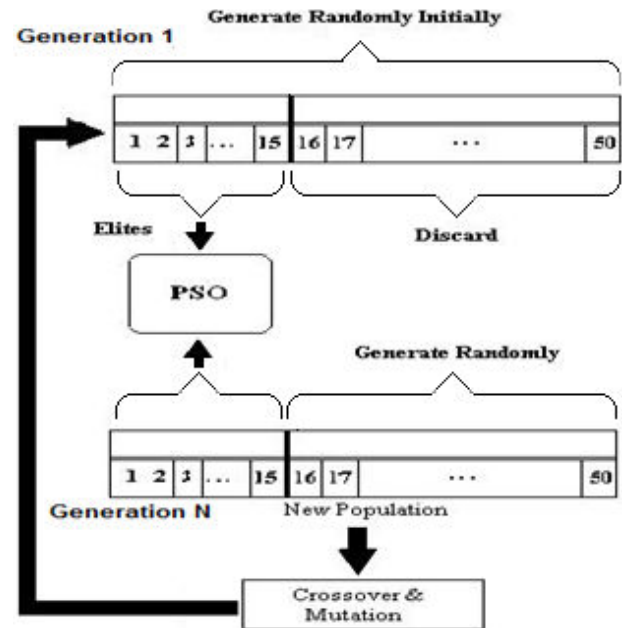 Generate Randomly Initially
Generation 1
1 2 3 ... 15 16 17 ... 50
Elites
Discard
PSO
Generate Randomly
1 2 3 ... 15 16 17 ... 50
Generation N
New Population
Crossover &
Mutation